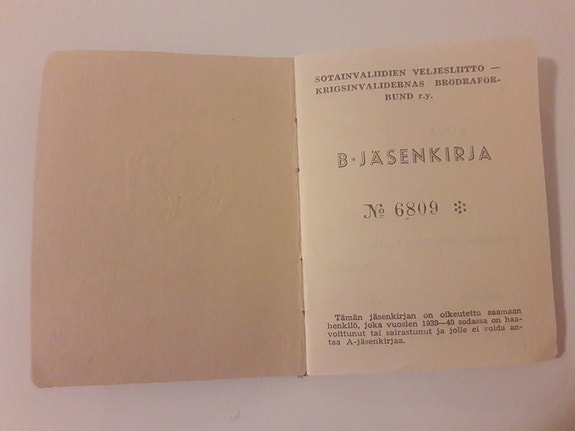 SOTAINVALIIDIEN VELJESLIITTO —
KRIGSINVALIDERNAS BRÖDRAFÖR-
BUND r.y.
B-JÄSENKIRJA
№ 6809 ❇
Tämän jäsenkirjan on oikeutettu saamaan
henkilö, joka vuosien 1939—40 sodassa on haa-
voittunut tai sairastunut ja jolle ei voida an-
taa A-jäsenkirjaa.